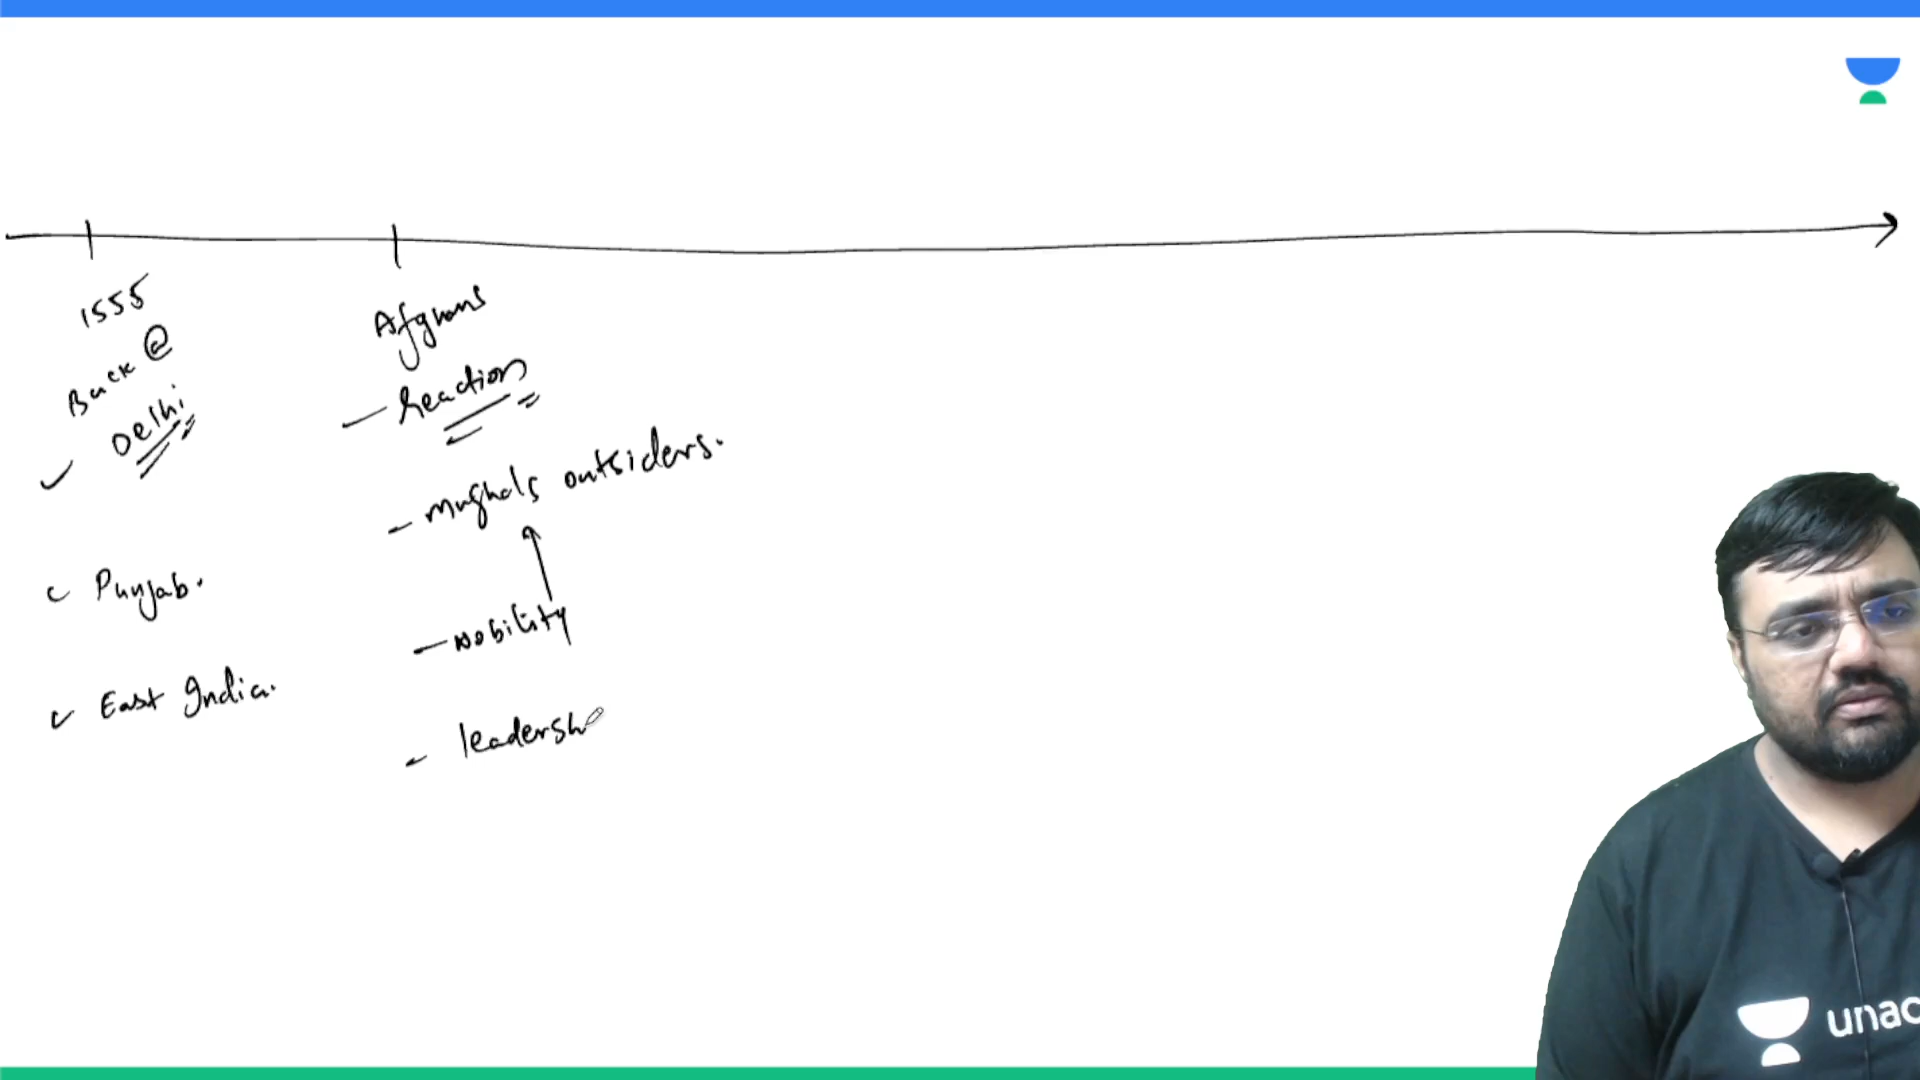 1555
Back @
Delhi
Punjab.
East India.
Afghans
- Reaction
- mughals outsiders.
- Nobility
- leadersh
unac